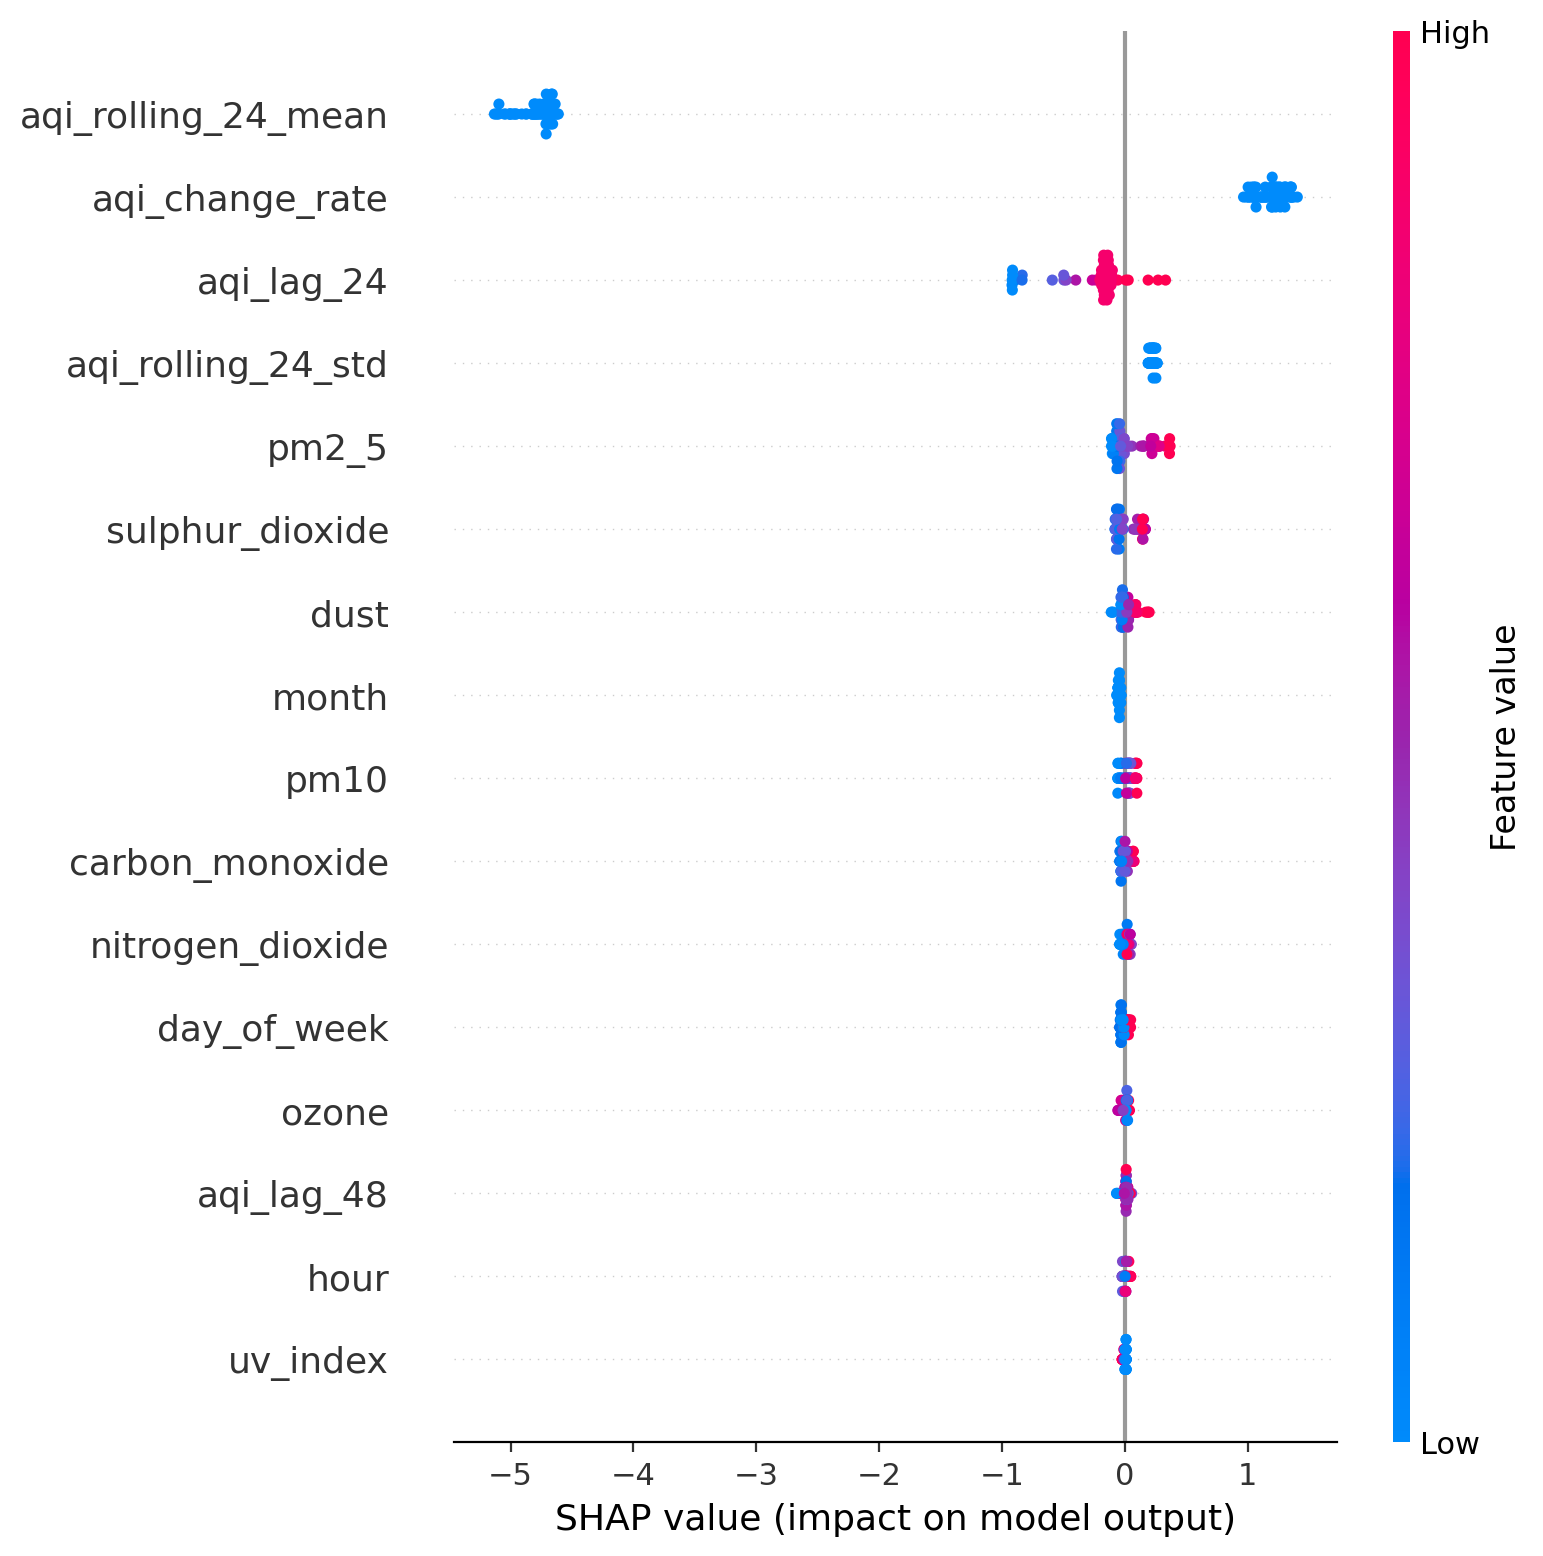 High
aqi_rolling_24_mean
aqi_change_rate
aqi_lag_24
aqi_rolling_24_std
pm2_5
sulphur_dioxide
dust
month
pm10
carbon_monoxide
nitrogen_dioxide
day_of_week
ozone
aqi_lag_48
hour
uv_index
Feature value
Low
−5 −4 −3 −2 −1 0 1
SHAP value (impact on model output)